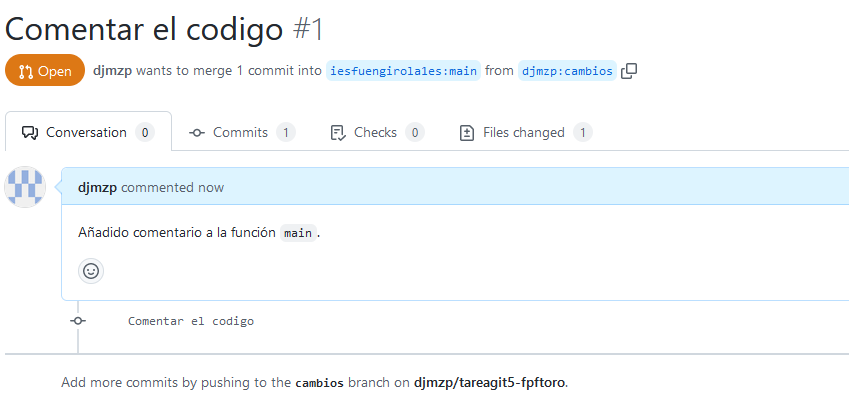 Comentar el codigo #1
Open djmzp wants to merge 1 commit into iesfuengirola1es:main from djmzp:cambios
Conversation 0 Commits 1 Checks 0 Files changed 1
djmzp commented now
Añadido comentario a la función main.
Comentar el codigo
Add more commits by pushing to the cambios branch on djmzp/tareagit5-fpftoro.